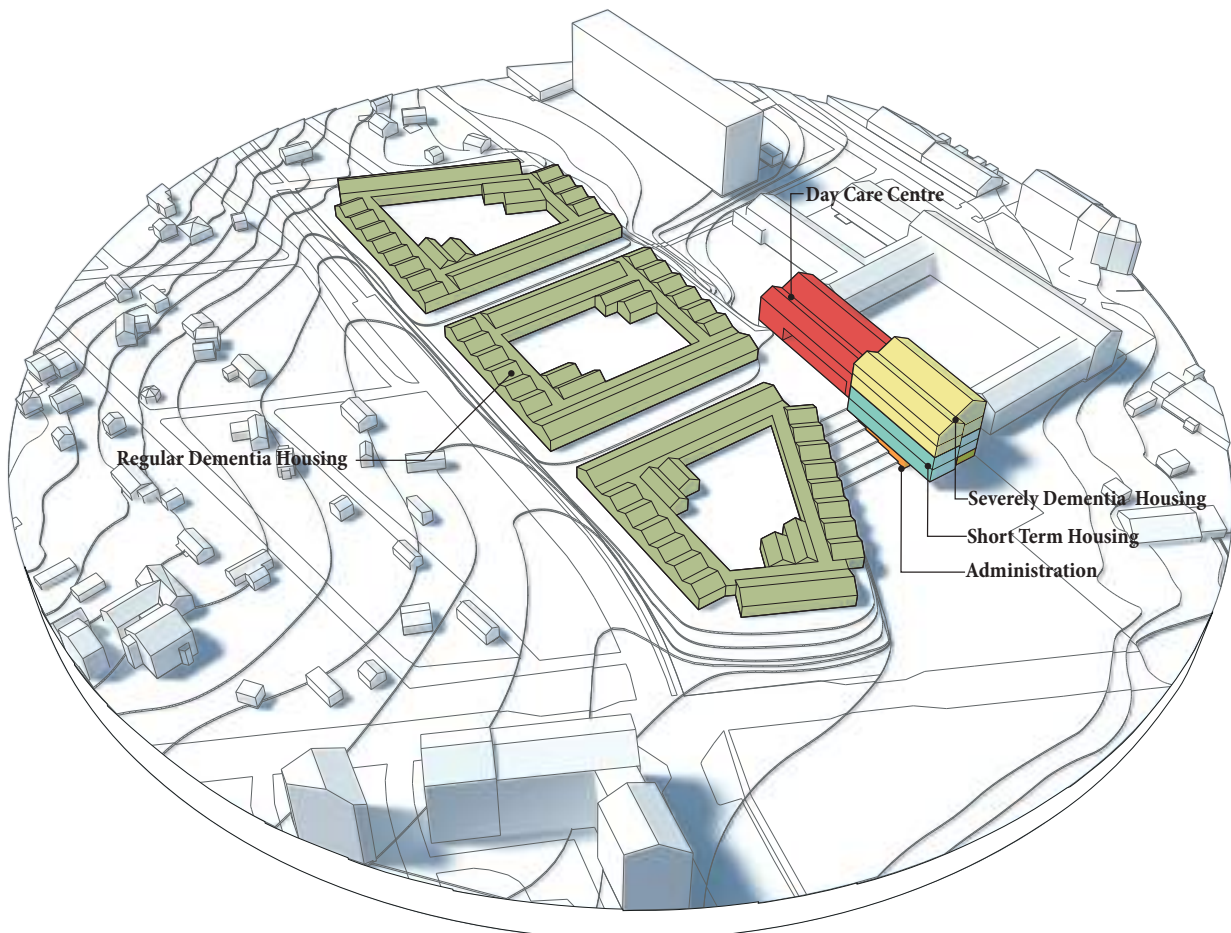 Day Care Centre
Regular Dementia Housing
Severely Dementia Housing
Short Term Housing
Administration